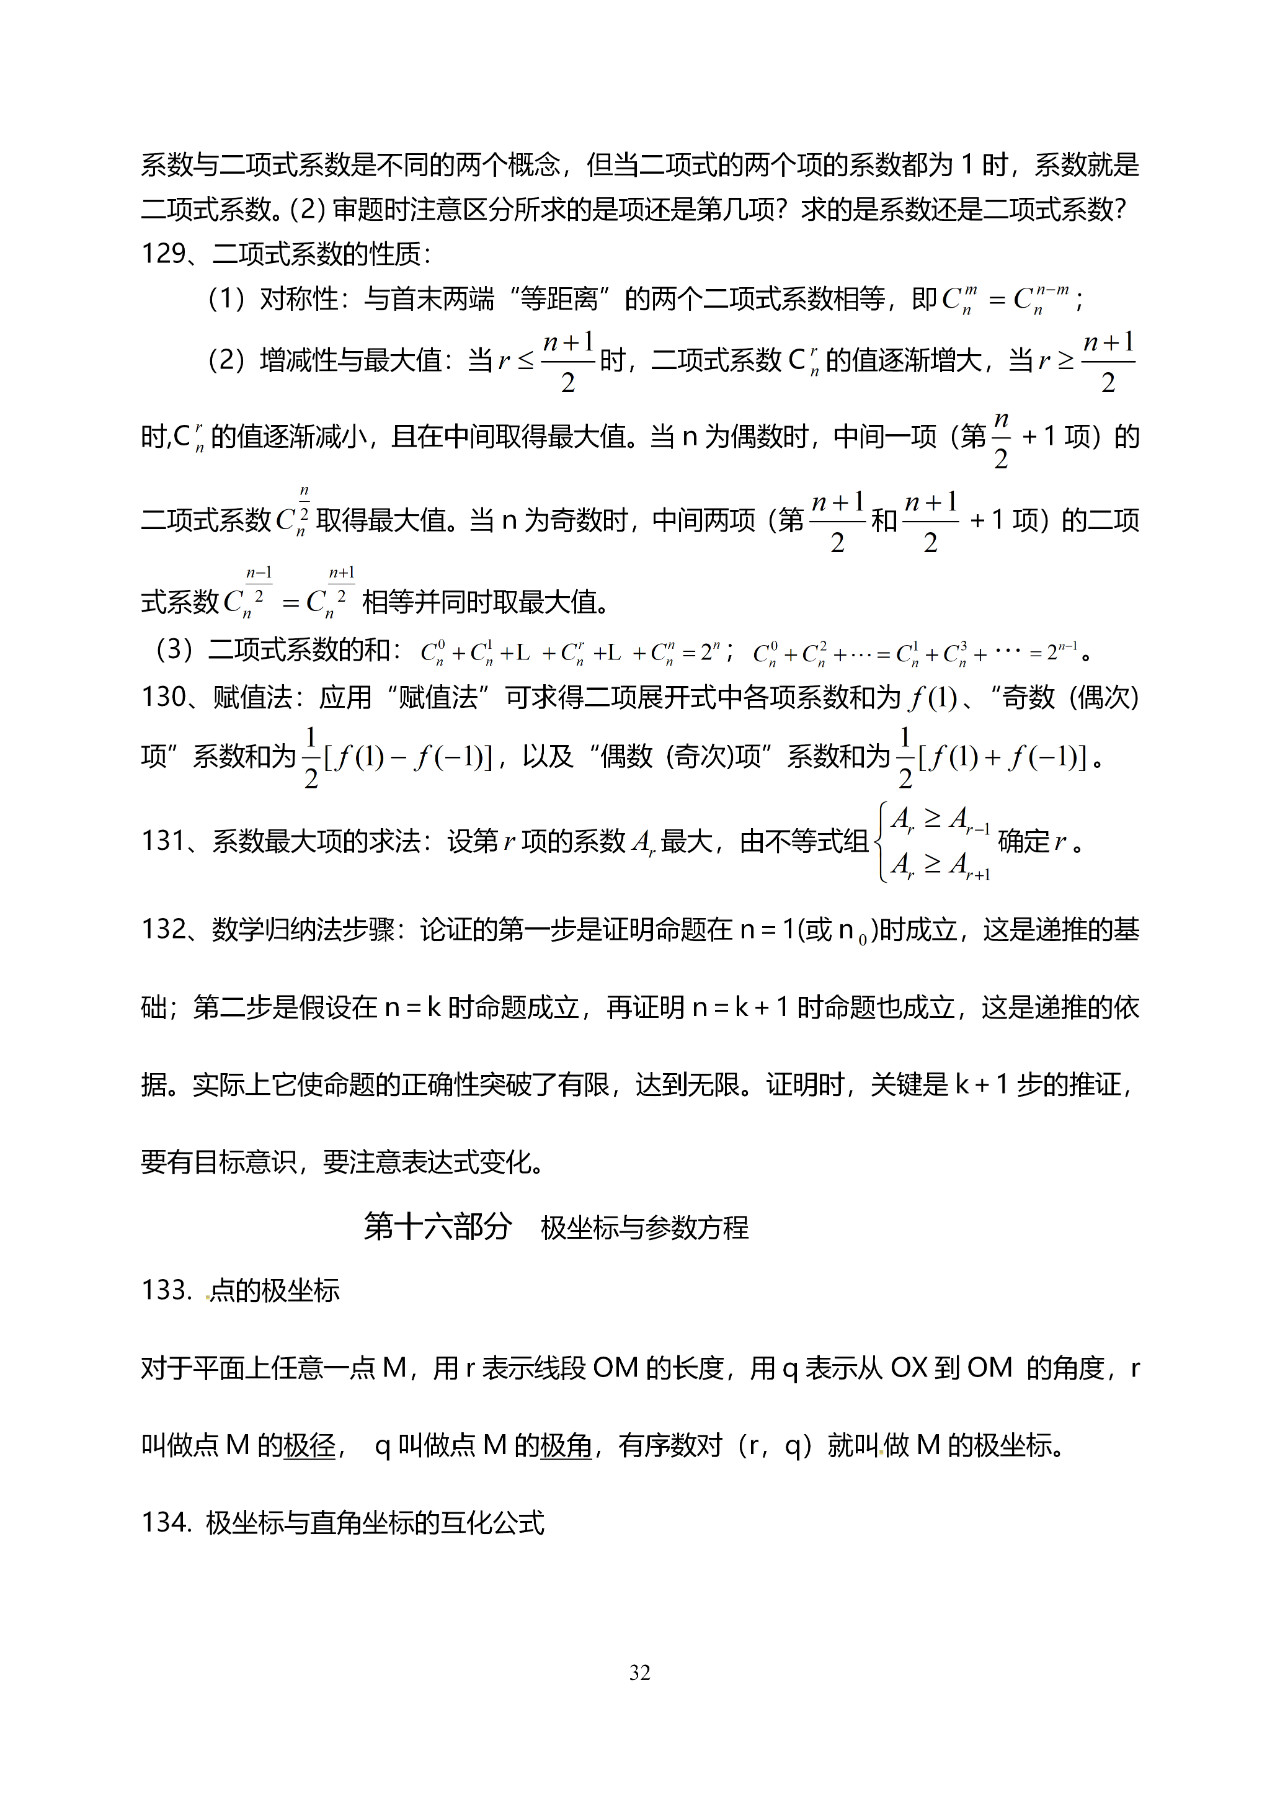 系数与二项式系数是不同的两个概念，但当二项式的两个项的系数都为 1 时，系数就是
二项式系数。（2）审题时注意区分所求的是项还是第几项？求的是系数还是二项式系数？
129、二项式系数的性质：
（1）对称性：与首末两端“等距离”的两个二项式系数相等，即 $C_n^m = C_n^{n-m}$；
（2）增减性与最大值：当 $r \leq \frac{n+1}{2}$ 时，二项式系数 $C_n^r$ 的值逐渐增大，当 $r \geq \frac{n+1}{2}$
时,$C_n^r$ 的值逐渐减小，且在中间取得最大值。当 n 为偶数时，中间一项（第 $\frac{n}{2}$ ＋1 项）的
二项式系数 $C_n^{\frac{n}{2}}$ 取得最大值。当 n 为奇数时，中间两项（第 $\frac{n+1}{2}$ 和 $\frac{n+1}{2}$ ＋1 项）的二项
式系数 $C_n^{\frac{n-1}{2}} = C_n^{\frac{n+1}{2}}$ 相等并同时取最大值。
（3）二项式系数的和：$C_n^0 + C_n^1 + L + C_n^r + L + C_n^n = 2^n$；$C_n^0 + C_n^2 + \cdots = C_n^1 + C_n^3 + \cdots = 2^{n-1}$。
130、赋值法：应用“赋值法”可求得二项展开式中各项系数和为 $f(1)$、“奇数 (偶次)
项”系数和为 $\frac{1}{2}[f(1) - f(-1)]$，以及“偶数 (奇次)项”系数和为 $\frac{1}{2}[f(1) + f(-1)]$。
131、系数最大项的求法：设第 $r$ 项的系数 $A_r$ 最大，由不等式组 $\begin{cases} A_r \geq A_{r-1} \\ A_r \geq A_{r+1} \end{cases}$ 确定 $r$。
132、数学归纳法步骤：论证的第一步是证明命题在 n＝1(或 $n_0$)时成立，这是递推的基
础；第二步是假设在 n＝k 时命题成立，再证明 n＝k＋1 时命题也成立，这是递推的依
据。实际上它使命题的正确性突破了有限，达到无限。证明时，关键是 k＋1 步的推证，
要有目标意识，要注意表达式变化。
第十六部分 极坐标与参数方程
133. 点的极坐标
对于平面上任意一点 M，用 r 表示线段 OM 的长度，用 q 表示从 OX 到 OM 的角度，r
叫做点 M 的极径， q 叫做点 M 的极角，有序数对（r，q）就叫做 M 的极坐标。
134. 极坐标与直角坐标的互化公式
32